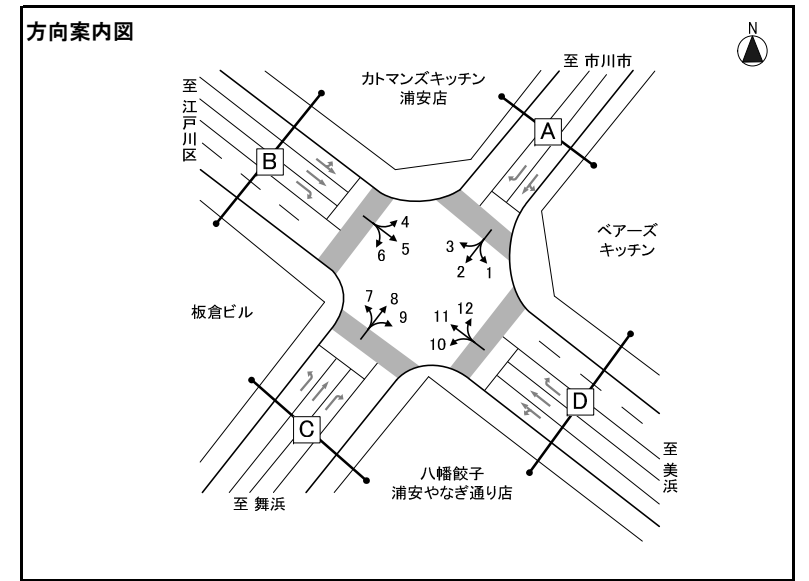 方向案内図
N
至 市川市
カトマンズキッチン
浦安店
至 江戸川区
A
B
ベアーズ
キッチン
4
5
6
3
2
1
板倉ビル
7
8
9
11
12
10
C
D
至 美浜
八幡餃子
浦安やなぎ通り店
至 舞浜